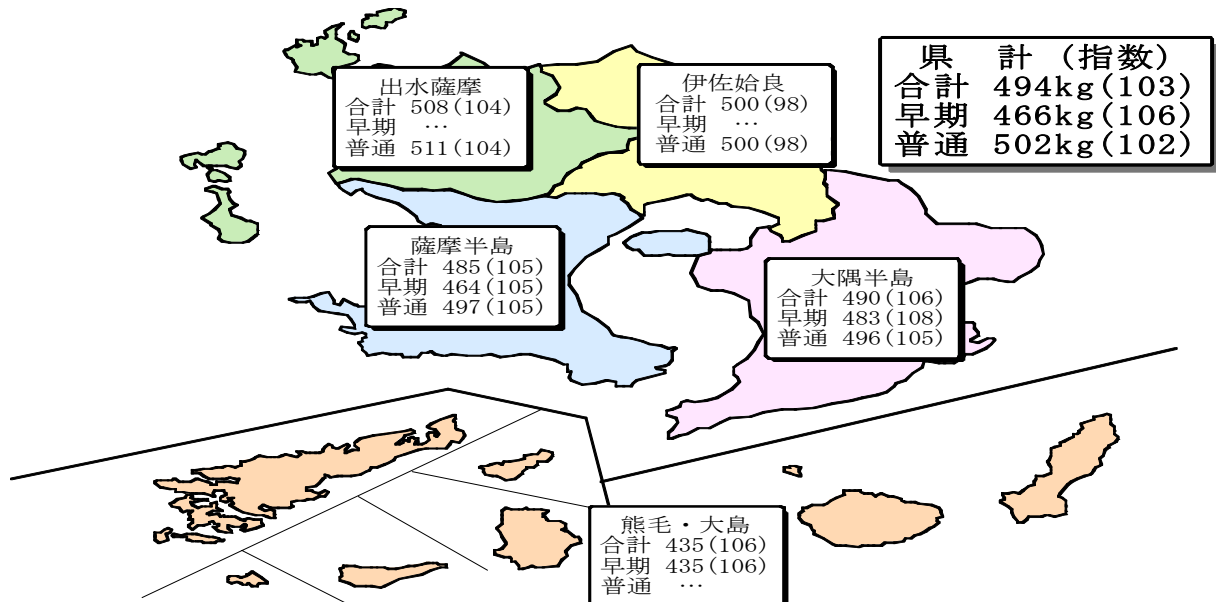 県 計 (指数)
合計 494kg(103)
早期 466kg(106)
普通 502kg(102)
出水薩摩
合計 508(104)
早期 …
普通 511(104)
伊佐姶良
合計 500(98)
早期 …
普通 500(98)
薩摩半島
合計 485(105)
早期 464(105)
普通 497(105)
大隅半島
合計 490(106)
早期 483(108)
普通 496(105)
熊毛・大島
合計 435(106)
早期 435(106)
普通 …